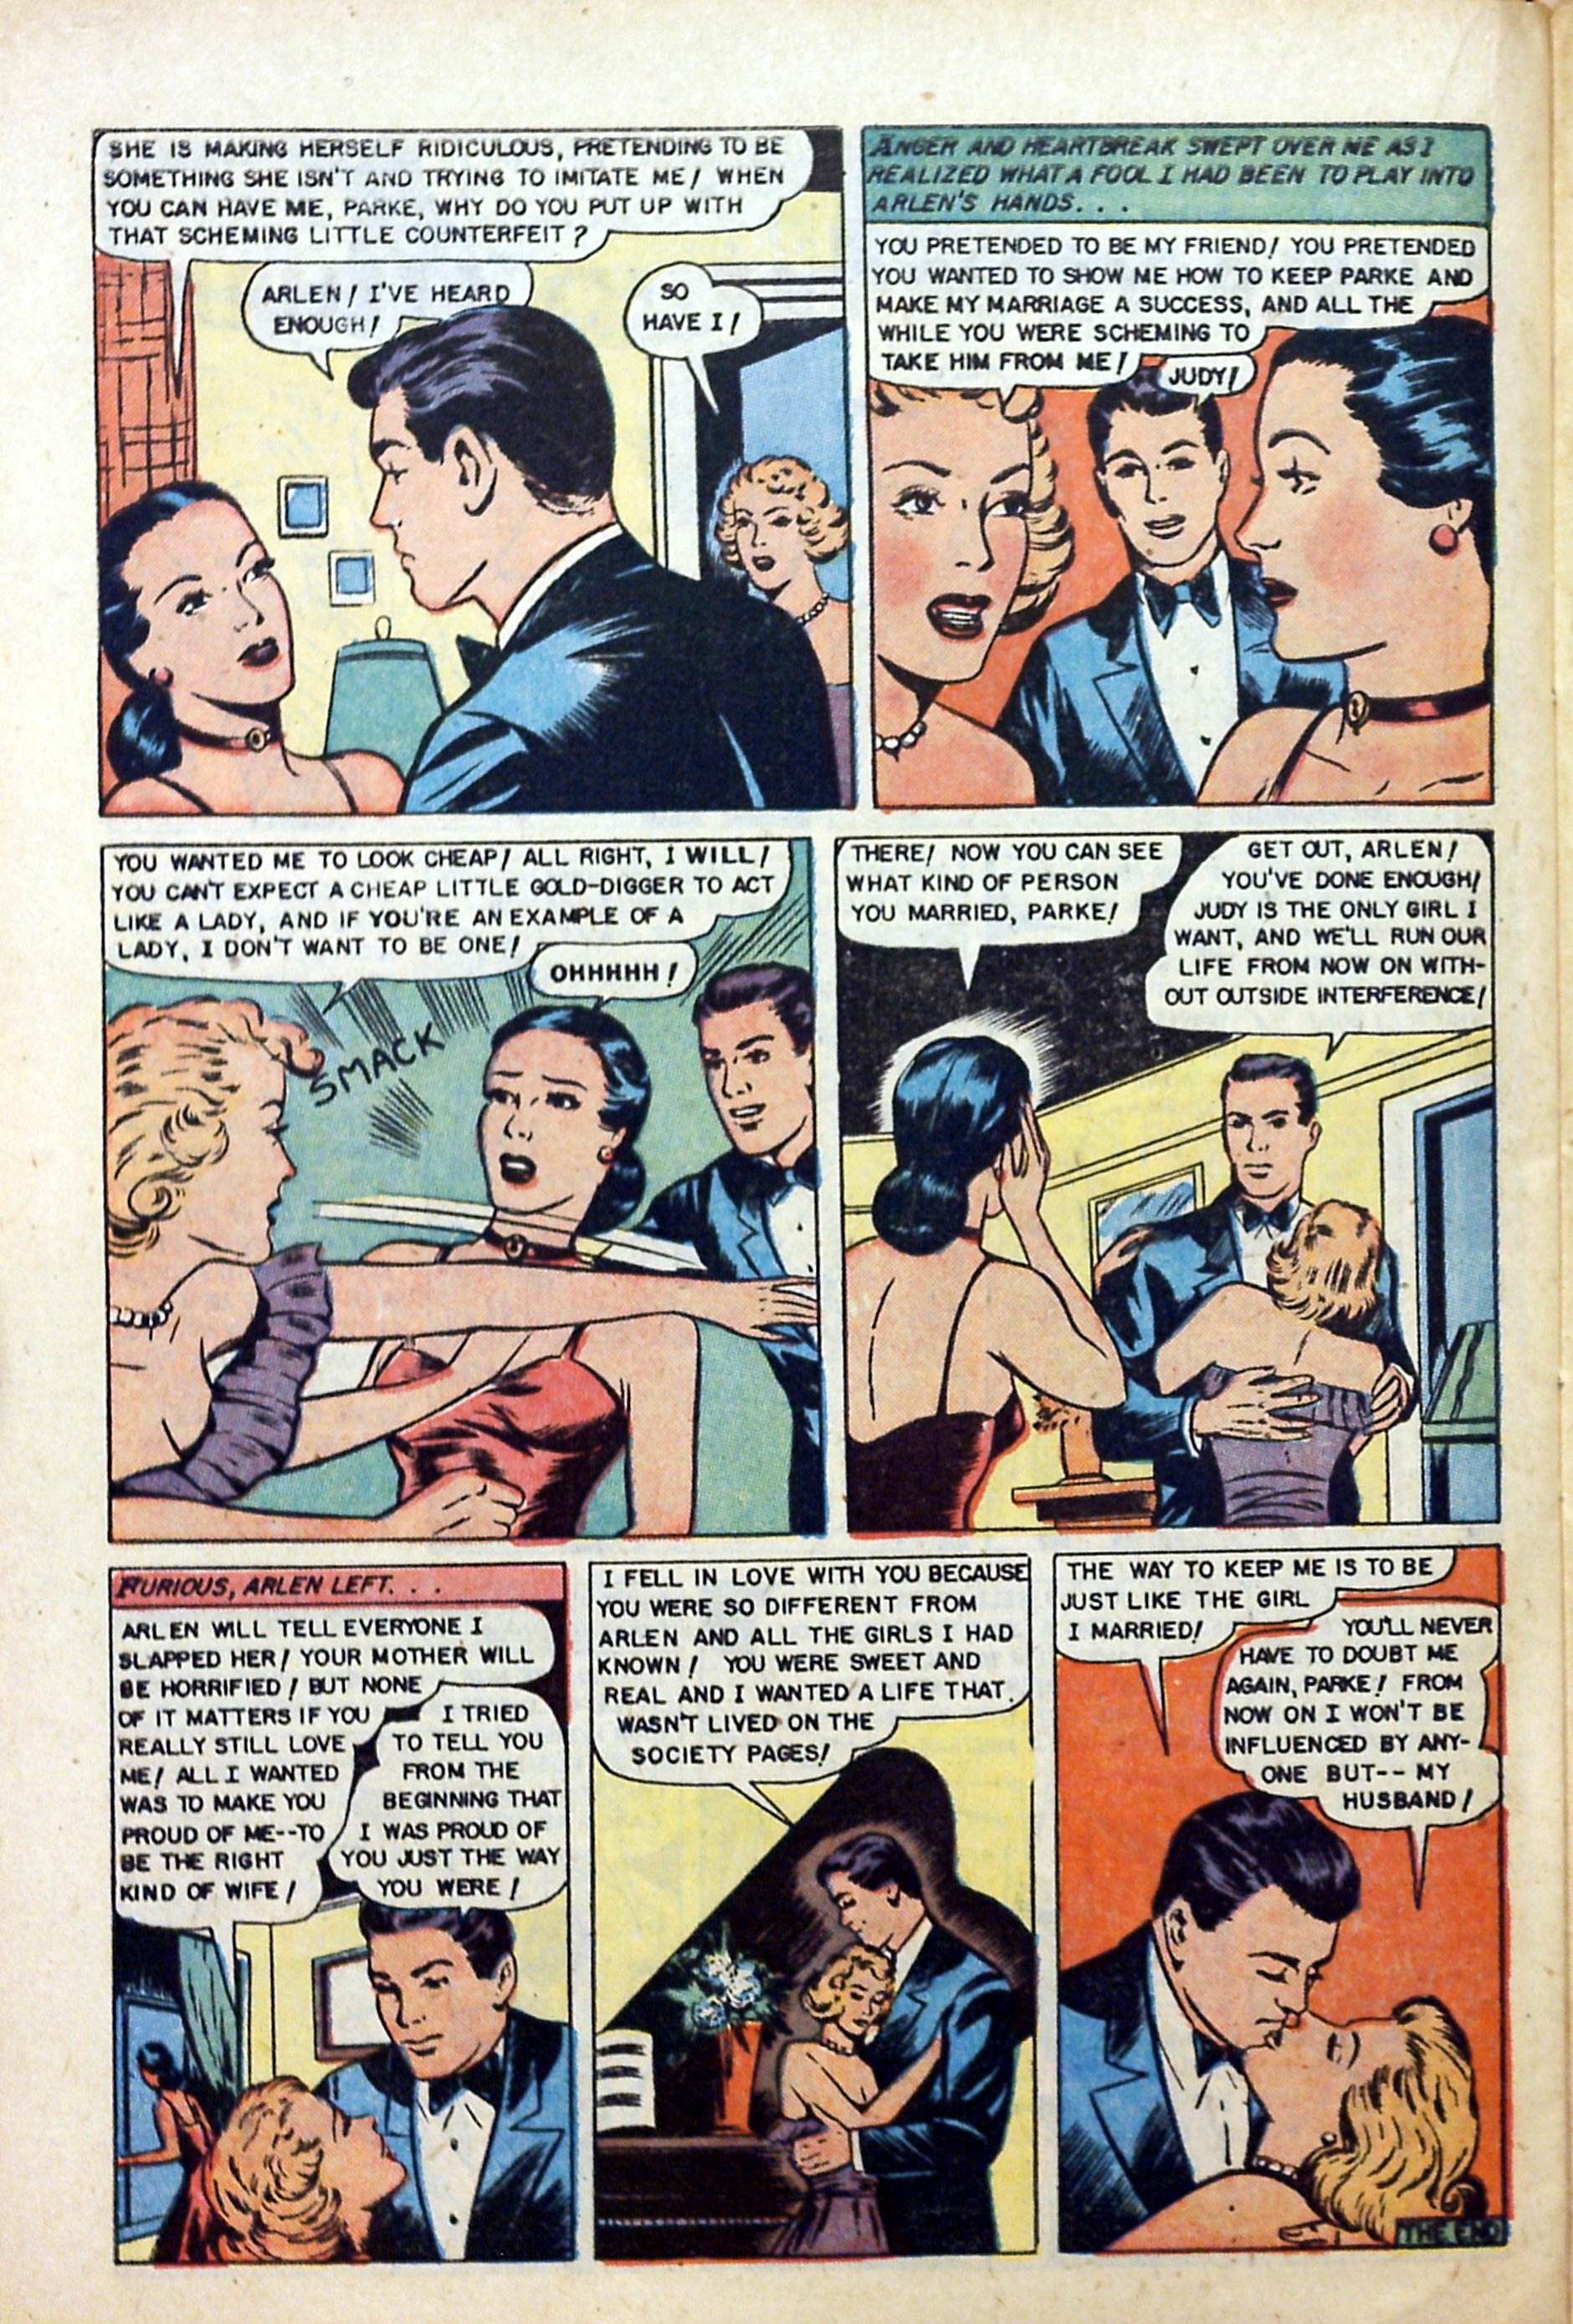 SHE IS MAKING HERSELF RIDICULOUS, PRETENDING TO BE
SOMETHING SHE ISN'T AND TRYING TO IMITATE ME! WHEN
YOU CAN HAVE ME, PARKE, WHY DO YOU PUT UP WITH
THAT SCHEMING LITTLE COUNTERFEIT?
ARLEN! I'VE HEARD
ENOUGH!
SO
HAVE I!
ANGER AND HEARTBREAK SWEPT OVER ME AS I
REALIZED WHAT A FOOL I HAD BEEN TO PLAY INTO
ARLEN'S HANDS...
YOU PRETENDED TO BE MY FRIEND! YOU PRETENDED
YOU WANTED TO SHOW ME HOW TO KEEP PARKE AND
MAKE MY MARRIAGE A SUCCESS, AND ALL THE
WHILE YOU WERE SCHEMING TO
TAKE HIM FROM ME!
JUDY!
YOU WANTED ME TO LOOK CHEAP! ALL RIGHT, I WILL!
YOU CAN'T EXPECT A CHEAP LITTLE GOLD-DIGGER TO ACT
LIKE A LADY, AND IF YOU'RE AN EXAMPLE OF A
LADY, I DON'T WANT TO BE ONE!
OHHHHH!
SMACK
THERE! NOW YOU CAN SEE
WHAT KIND OF PERSON
YOU MARRIED, PARKE!
GET OUT, ARLEN!
YOU'VE DONE ENOUGH!
JUDY IS THE ONLY GIRL I
WANT, AND WE'LL RUN OUR
LIFE FROM NOW ON WITH-
OUT OUTSIDE INTERFERENCE!
FURIOUS, ARLEN LEFT...
ARLEN WILL TELL EVERYONE I
SLAPPED HER! YOUR MOTHER WILL
BE HORRIFIED! BUT NONE
OF IT MATTERS IF YOU
REALLY STILL LOVE
ME! ALL I WANTED
WAS TO MAKE YOU
PROUD OF ME--TO
BE THE RIGHT
KIND OF WIFE!
I TRIED
TO TELL YOU
FROM THE
BEGINNING THAT
I WAS PROUD OF
YOU JUST THE WAY
YOU WERE!
I FELL IN LOVE WITH YOU BECAUSE
YOU WERE SO DIFFERENT FROM
ARLEN AND ALL THE GIRLS I HAD
KNOWN! YOU WERE SWEET AND
REAL AND I WANTED A LIFE THAT
WASN'T LIVED ON THE
SOCIETY PAGES!
THE WAY TO KEEP ME IS TO BE
JUST LIKE THE GIRL
I MARRIED!
YOU'LL NEVER
HAVE TO DOUBT ME
AGAIN, PARKE! FROM
NOW ON I WON'T BE
INFLUENCED BY ANY-
ONE BUT-- MY
HUSBAND!
THE END